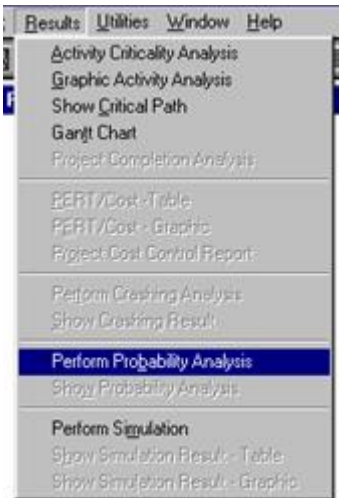 Results Utilities Window Help
Activity Criticality Analysis
Graphic Activity Analysis
Show Critical Path
Gantt Chart
Project Completion Analysis
PERT/Cost - Table
PERT/Cost - Graphic
Project Cost Control Report
Perform Crashing Analysis
Show Crashing Result
Perform Probability Analysis
Show Probability Analysis
Perform Simulation
Show Simulation Result - Table
Show Simulation Result - Graphic